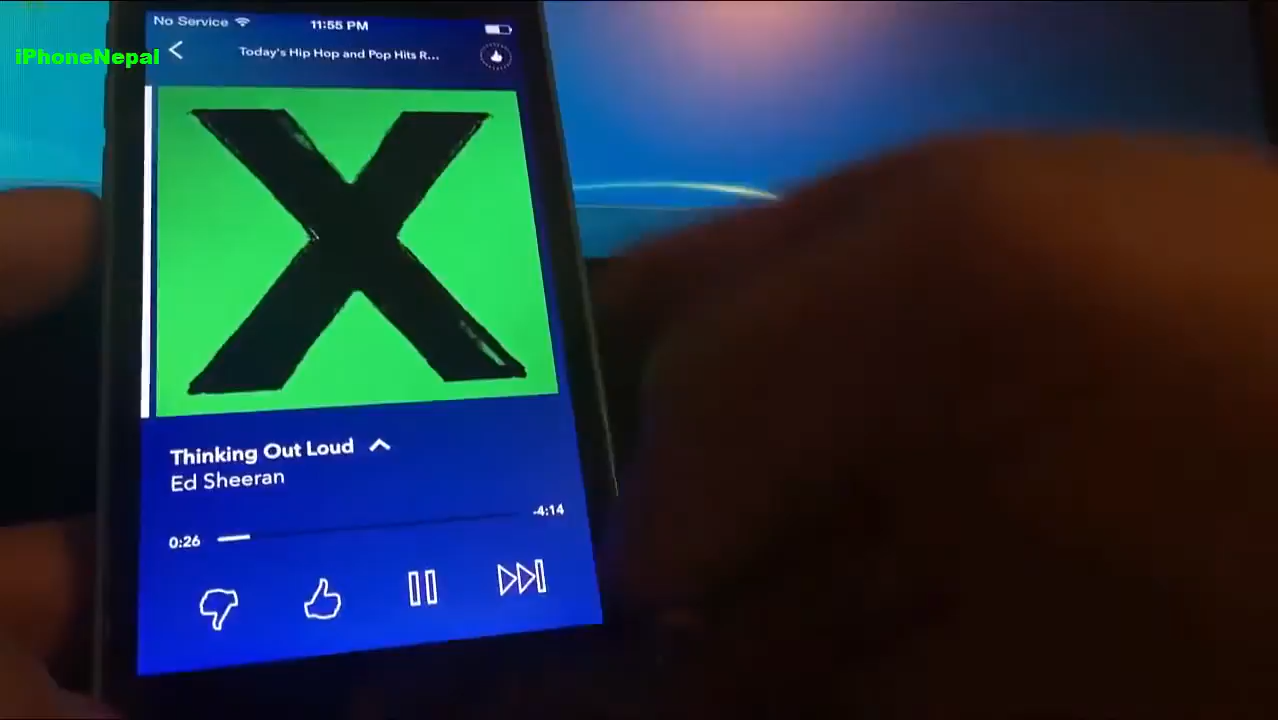 No Service 11:55 PM
iPhoneNepal
Today's Hip Hop and Pop Hits R...
X
Thinking Out Loud
Ed Sheeran
0:26 -4:14